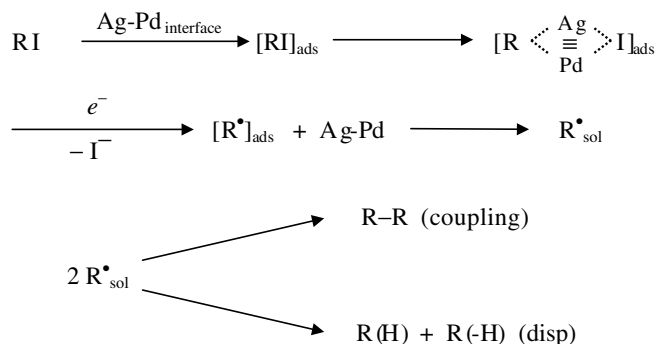 RI Ag-Pd interface [RI]ads [R Ag ≡ Pd I]ads
e⁻ − I⁻ [R•]ads + Ag-Pd R•sol
R–R (coupling)
2 R•sol
R(H) + R(-H) (disp)